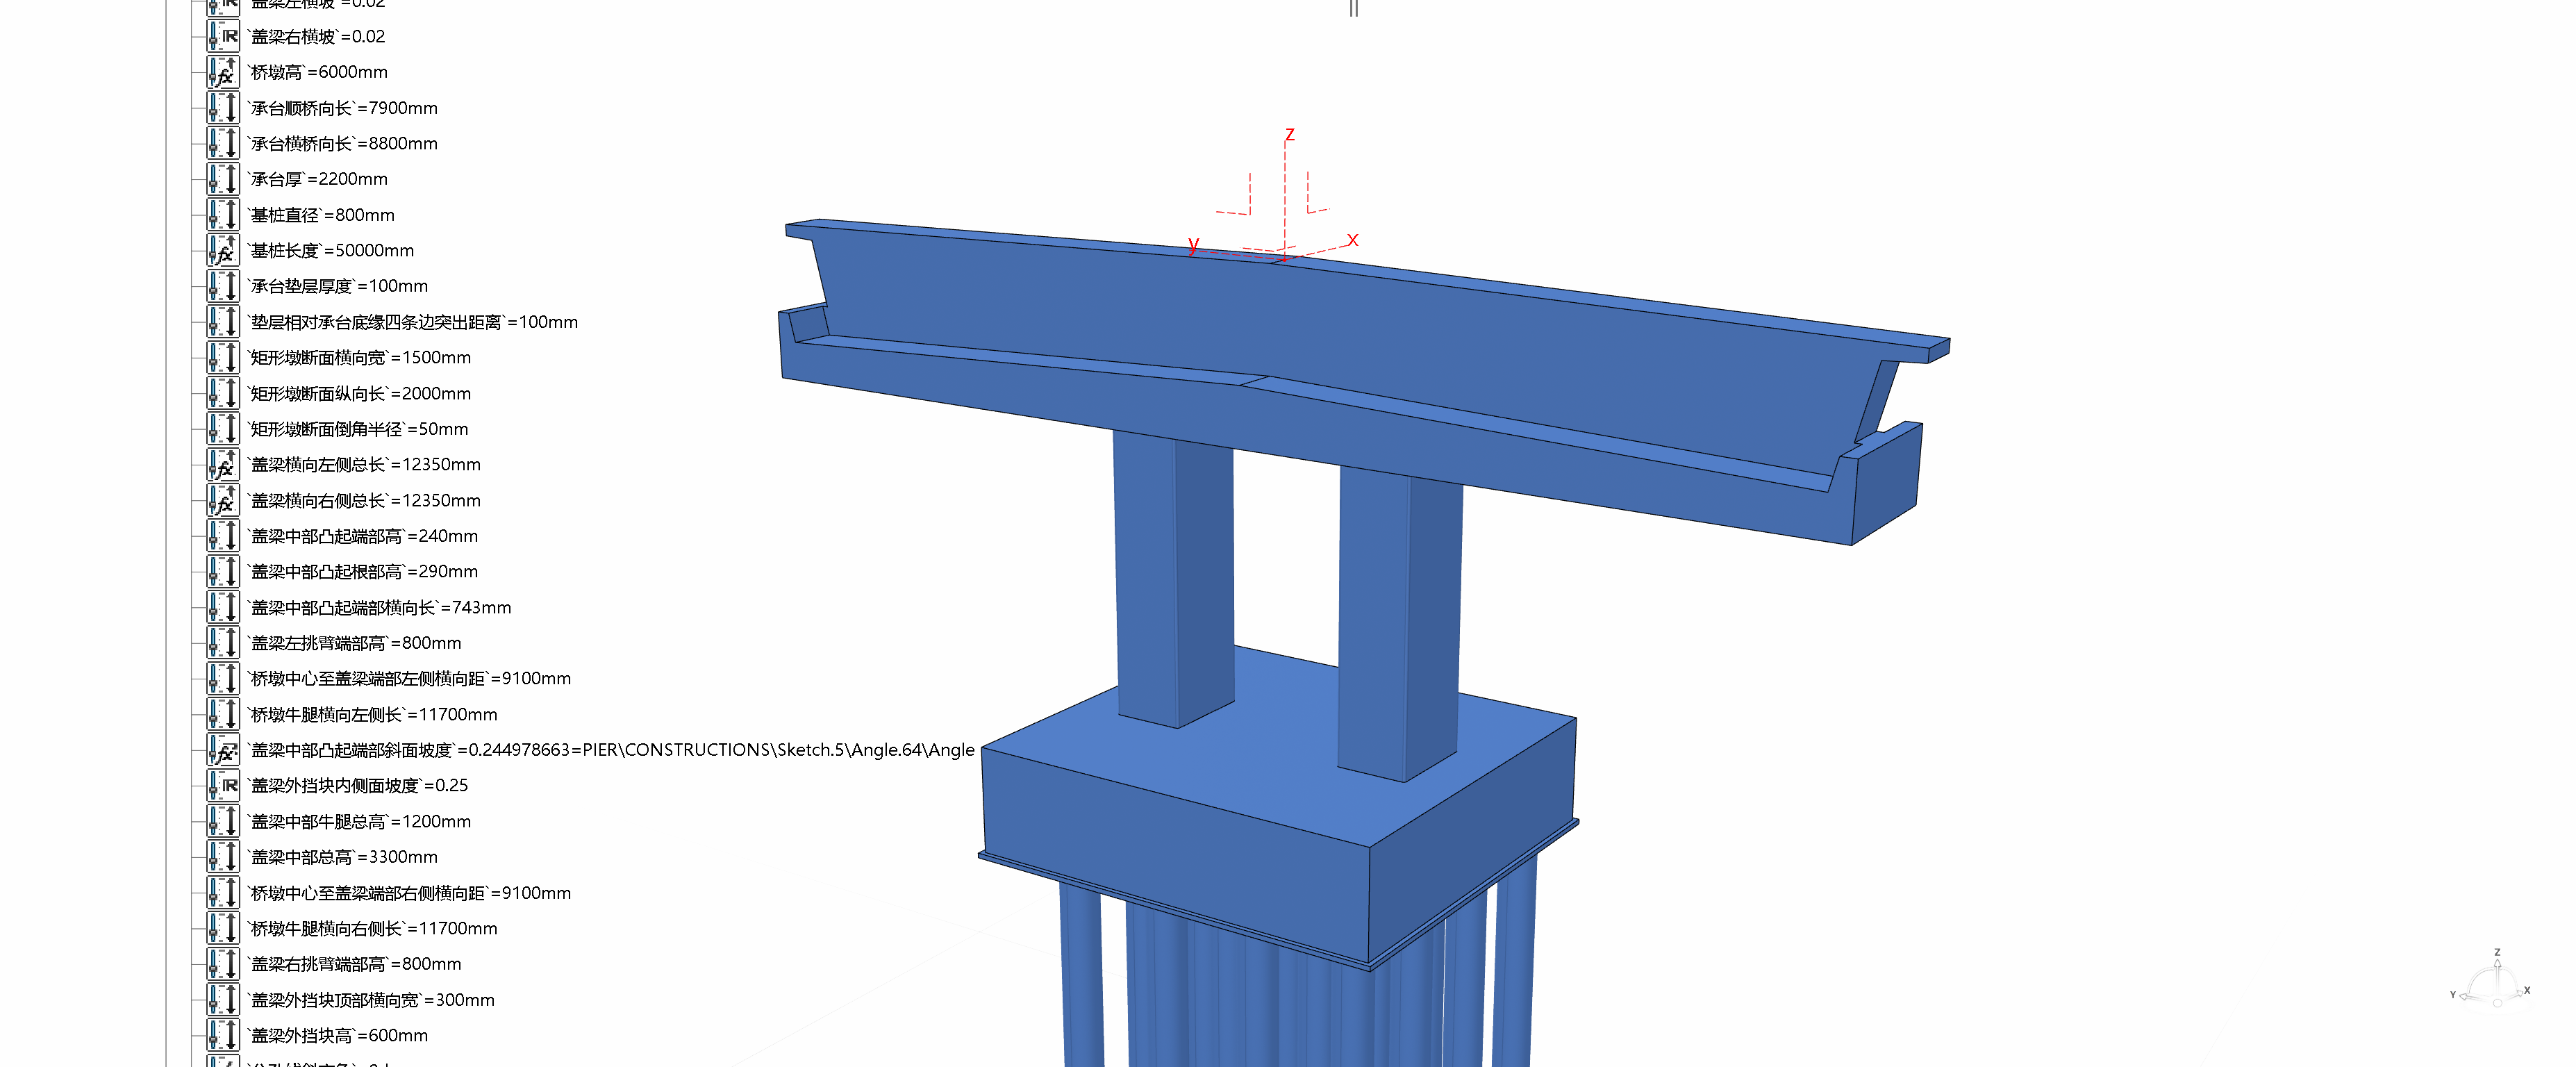 `盖梁左横坡`=0.02
`盖梁右横坡`=0.02
`桥墩高`=6000mm
`承台顺桥向长`=7900mm
`承台横桥向长`=8800mm
`承台厚`=2200mm
`基桩直径`=800mm
`基桩长度`=50000mm
`承台垫层厚度`=100mm
`垫层相对承台底缘四条边突出距离`=100mm
`矩形墩断面横向宽`=1500mm
`矩形墩断面纵向长`=2000mm
`矩形墩断面倒角半径`=50mm
`盖梁横向左侧总长`=12350mm
`盖梁横向右侧总长`=12350mm
`盖梁中部凸起端部高`=240mm
`盖梁中部凸起根部高`=290mm
`盖梁中部凸起端部横向长`=743mm
`盖梁左挑臂端部高`=800mm
`桥墩中心至盖梁端部左侧横向距`=9100mm
`桥墩牛腿横向左侧长`=11700mm
`盖梁中部凸起端部斜面坡度`=0.244978663=PIER\CONSTRUCTIONS\Sketch.5\Angle.64\Angle
`盖梁外挡块内侧面坡度`=0.25
`盖梁中部牛腿总高`=1200mm
`盖梁中部总高`=3300mm
`桥墩中心至盖梁端部右侧横向距`=9100mm
`桥墩牛腿横向右侧长`=11700mm
`盖梁右挑臂端部高`=800mm
`盖梁外挡块顶部横向宽`=300mm
`盖梁外挡块高`=600mm
z
y
x
Z
Y
X